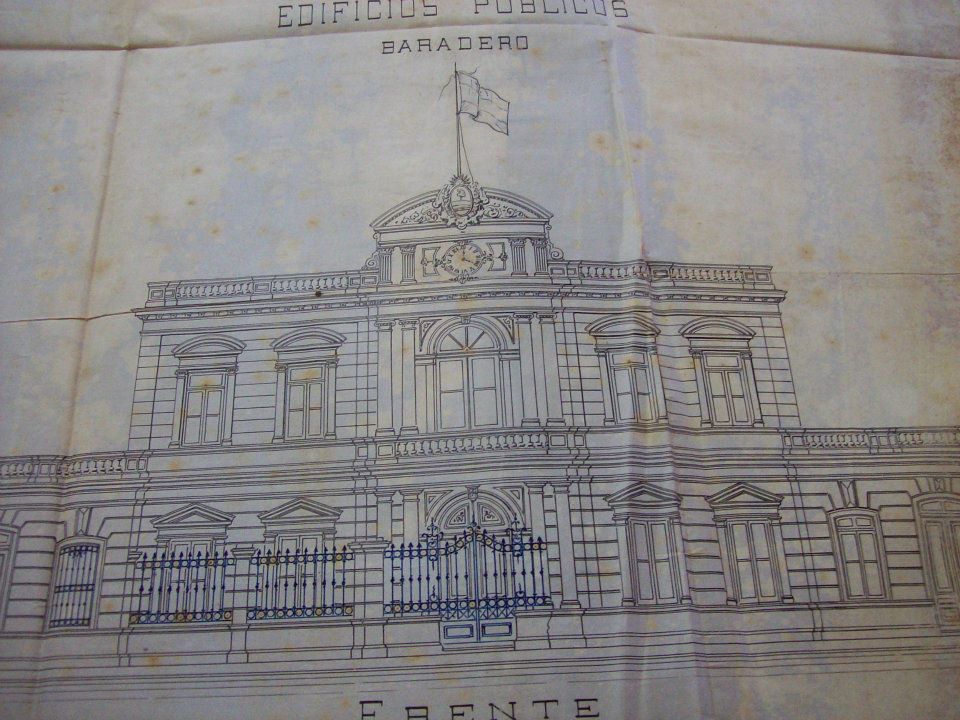 EDIFICIOS PUBLICOS
BARADERO
FRENTE